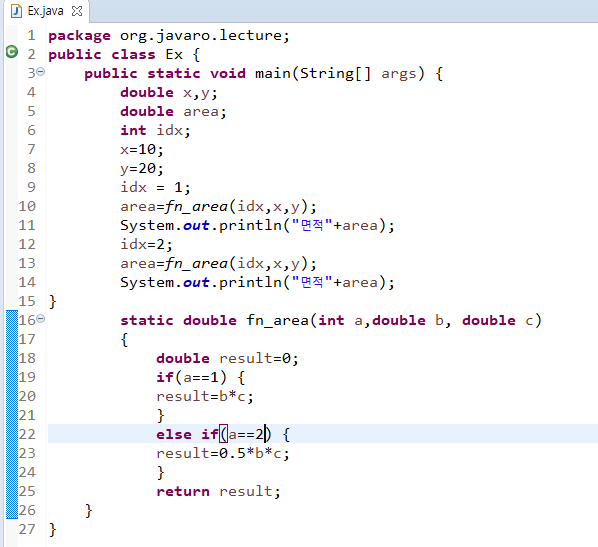 Ex.java
1 package org.javaro.lecture;
2 public class Ex {
3     public static void main(String[] args) {
4         double x,y;
5         double area;
6         int idx;
7         x=10;
8         y=20;
9         idx = 1;
10         area=fn_area(idx,x,y);
11         System.out.println("면적"+area);
12         idx=2;
13         area=fn_area(idx,x,y);
14         System.out.println("면적"+area);
15 }
16         static double fn_area(int a,double b, double c)
17         {
18             double result=0;
19             if(a==1) {
20             result=b*c;
21             }
22             else if(a==2) {
23             result=0.5*b*c;
24             }
25             return result;
26     }
27 }